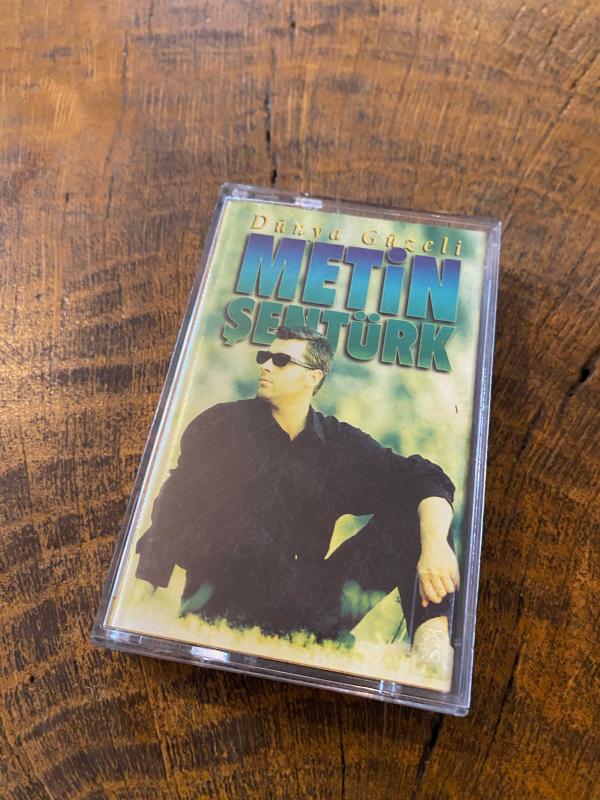 Dünya Güzeli
METİN
ŞENTÜRK